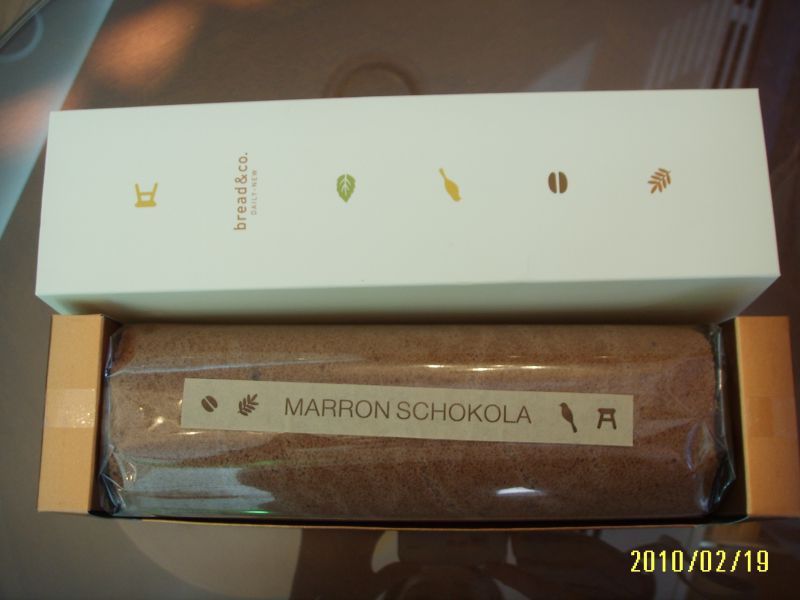 bread&co.
DAILY-NEW
MARRON SCHOKOLA
2010/02/19